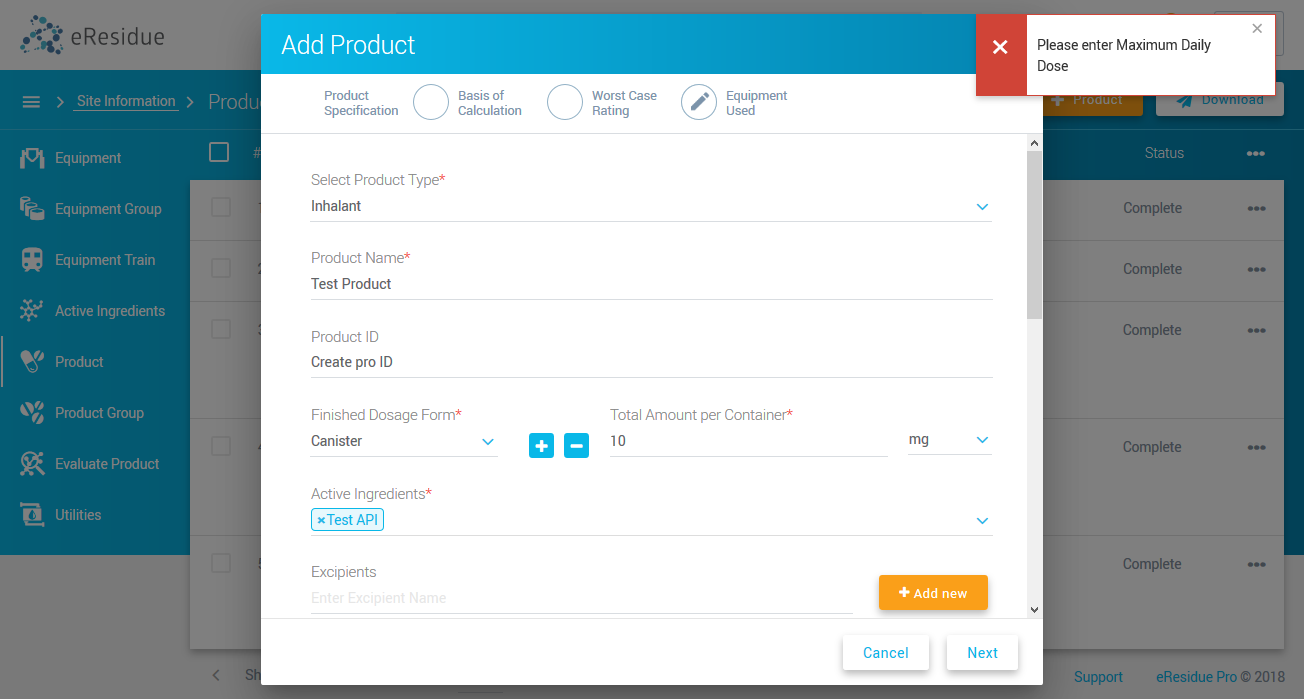 eResidue
Add Product
Please enter Maximum Daily
Dose
Site Information
Product
Download
Product
Specification
Basis of
Calculation
Worst Case
Rating
Equipment
Used
Equipment
Equipment Group
Equipment Train
Active Ingredients
Product
Product Group
Evaluate Product
Utilities
#
Status
Complete
Complete
Complete
Complete
Complete
Select Product Type*
Inhalant
Product Name*
Test Product
Product ID
Create pro ID
Finished Dosage Form*
Canister
Total Amount per Container*
10
mg
Active Ingredients*
×Test API
Excipients
Enter Excipient Name
Add new
Cancel
Next
Support
eResidue Pro © 2018